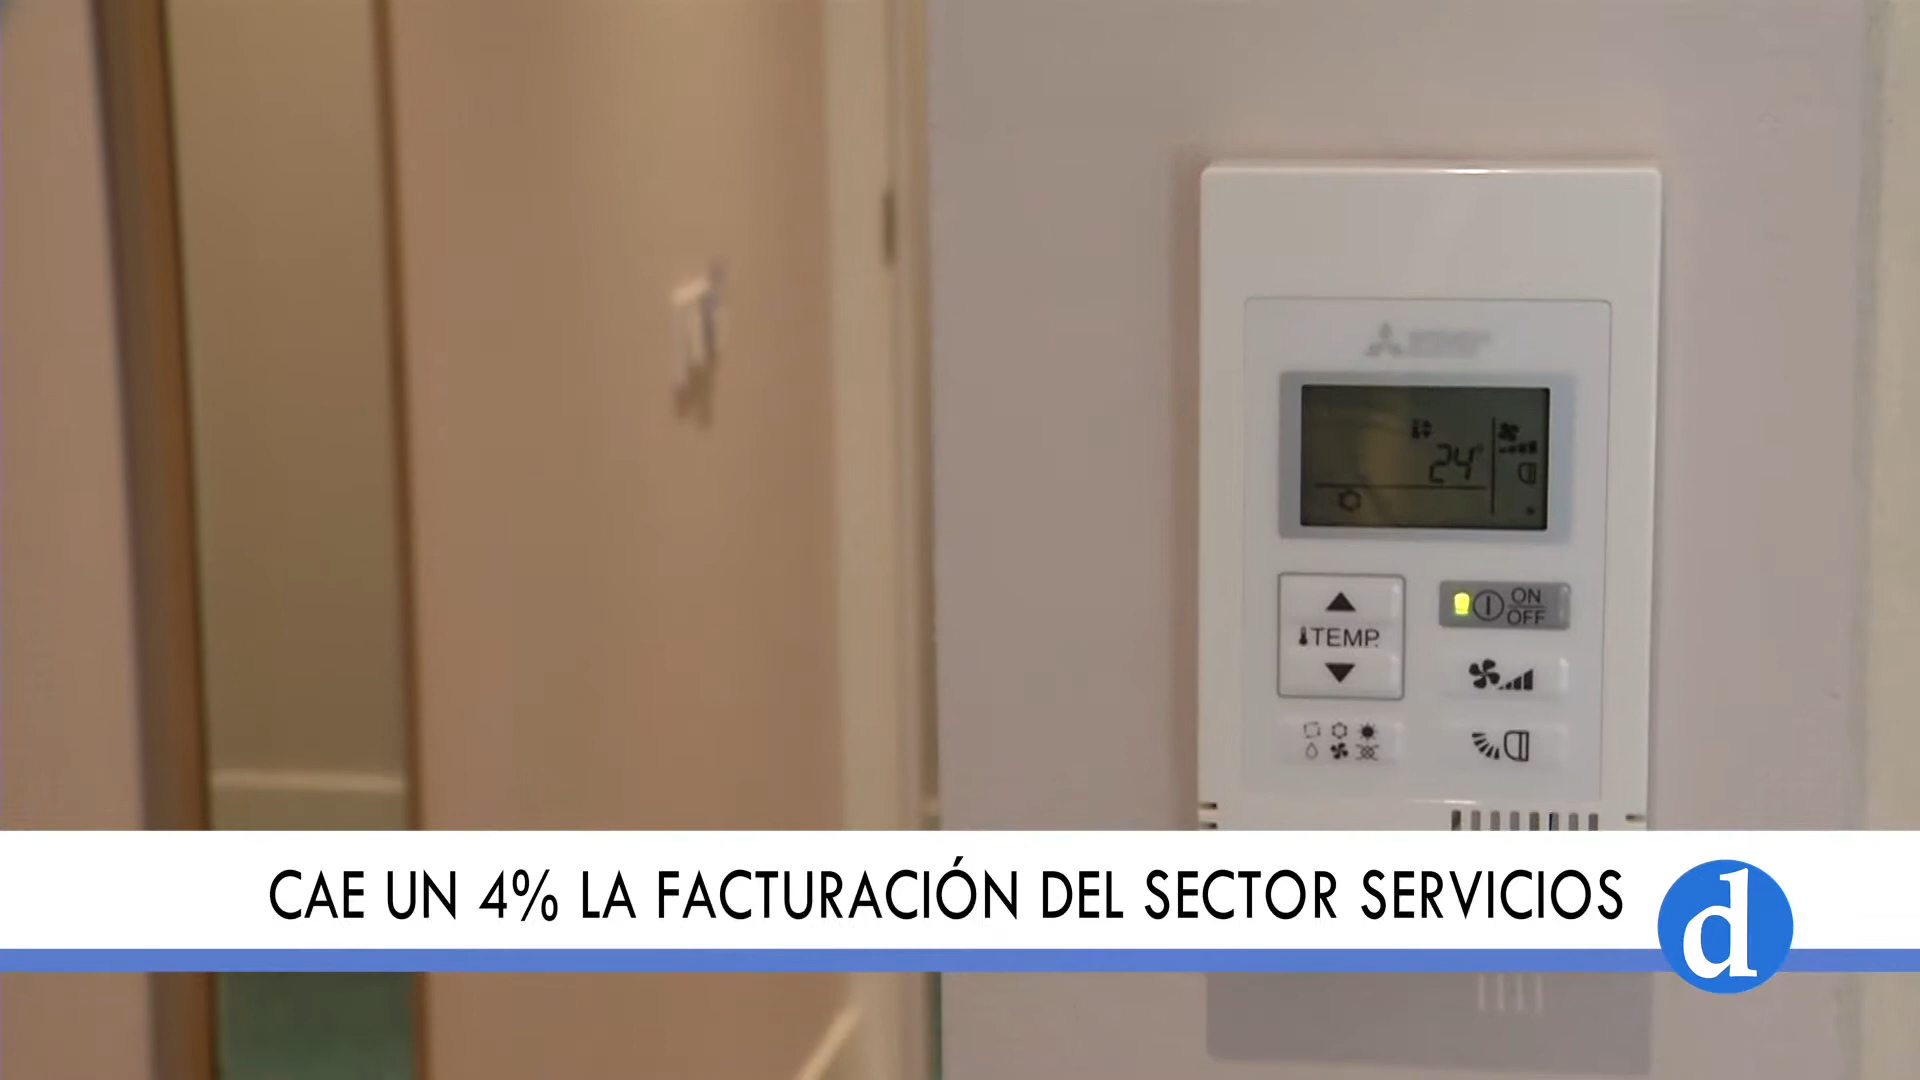 24°
ON
OFF
TEMP.
CAE UN 4% LA FACTURACIÓN DEL SECTOR SERVICIOS
d